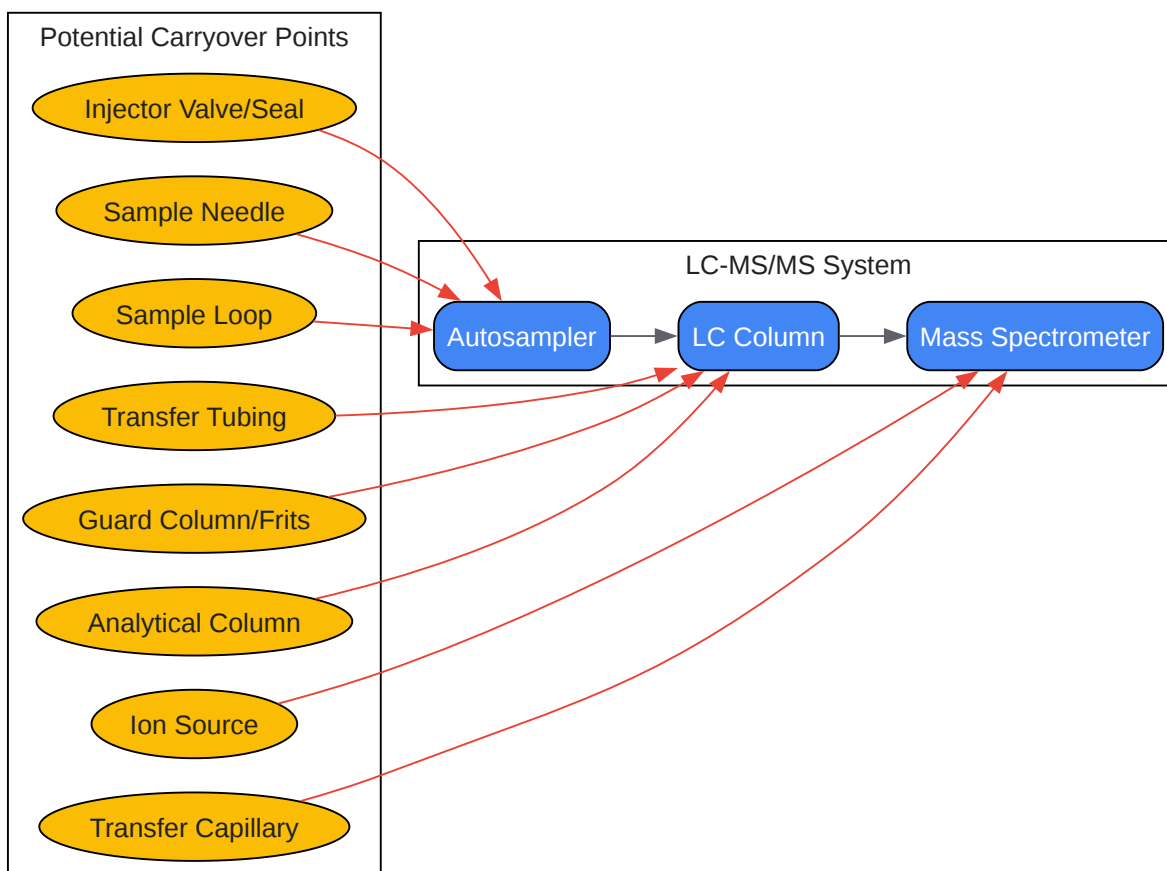 Potential Carryover Points
Injector Valve/Seal
Sample Needle
Sample Loop
Transfer Tubing
Guard Column/Frits
Analytical Column
Ion Source
Transfer Capillary
LC-MS/MS System
Autosampler
LC Column
Mass Spectrometer